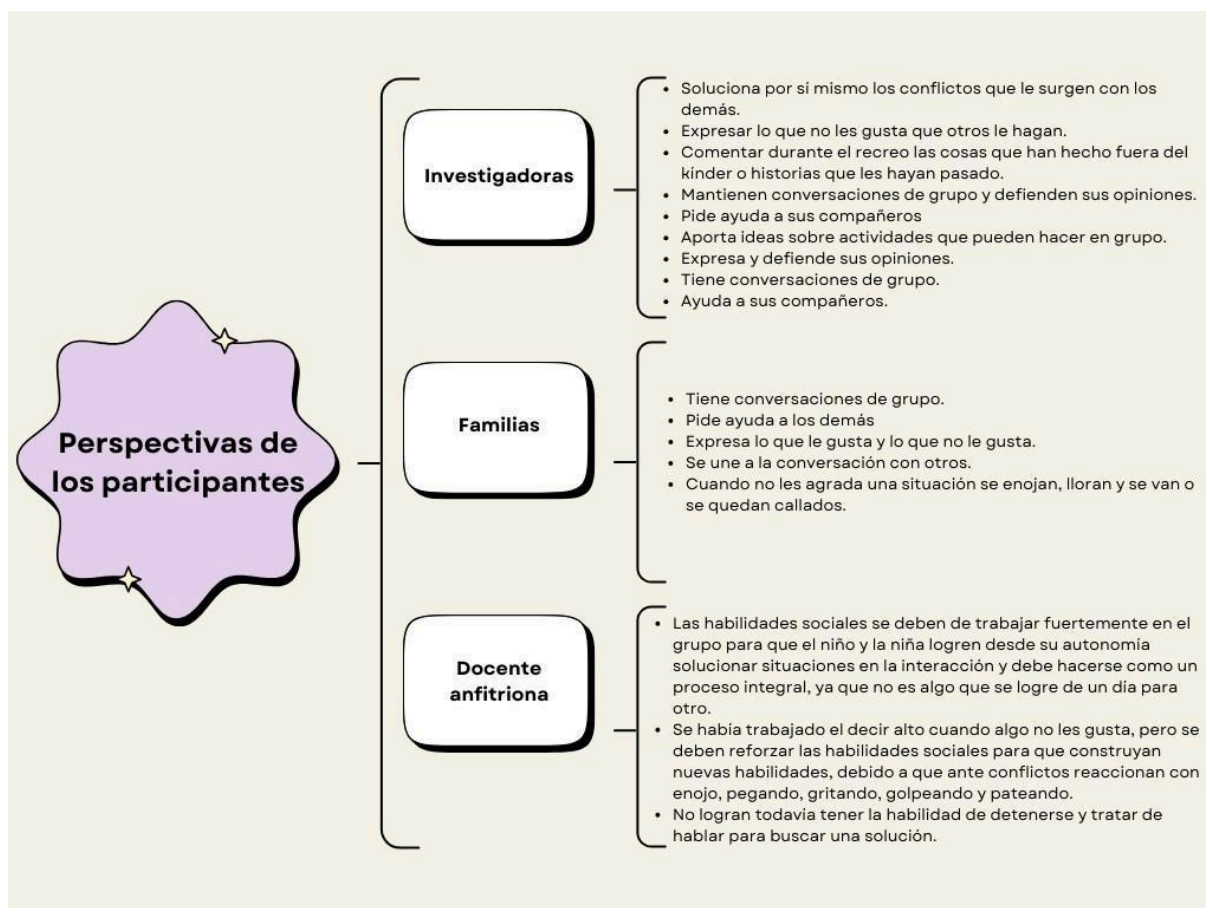 Perspectivas de
los participantes
Investigadoras
• Soluciona por sí mismo los conflictos que le surgen con los
demás.
• Expresar lo que no les gusta que otros le hagan.
• Comentar durante el recreo las cosas que han hecho fuera del
kínder o historias que les hayan pasado.
• Mantienen conversaciones de grupo y defienden sus opiniones.
• Pide ayuda a sus compañeros
• Aporta ideas sobre actividades que pueden hacer en grupo.
• Expresa y defiende sus opiniones.
• Tiene conversaciones de grupo.
• Ayuda a sus compañeros.
Familias
• Tiene conversaciones de grupo.
• Pide ayuda a los demás
• Expresa lo que le gusta y lo que no le gusta.
• Se une a la conversación con otros.
• Cuando no les agrada una situación se enojan, lloran y se van o
se quedan callados.
Docente
anfitriona
• Las habilidades sociales se deben de trabajar fuertemente en el
grupo para que el niño y la niña logren desde su autonomía
solucionar situaciones en la interacción y debe hacerse como un
proceso integral, ya que no es algo que se logre de un día para
otro.
• Se había trabajado el decir alto cuando algo no les gusta, pero se
deben reforzar las habilidades sociales para que construyan
nuevas habilidades, debido a que ante conflictos reaccionan con
enojo, pegando, gritando, golpeando y pateando.
• No logran todavía tener la habilidad de detenerse y tratar de
hablar para buscar una solución.